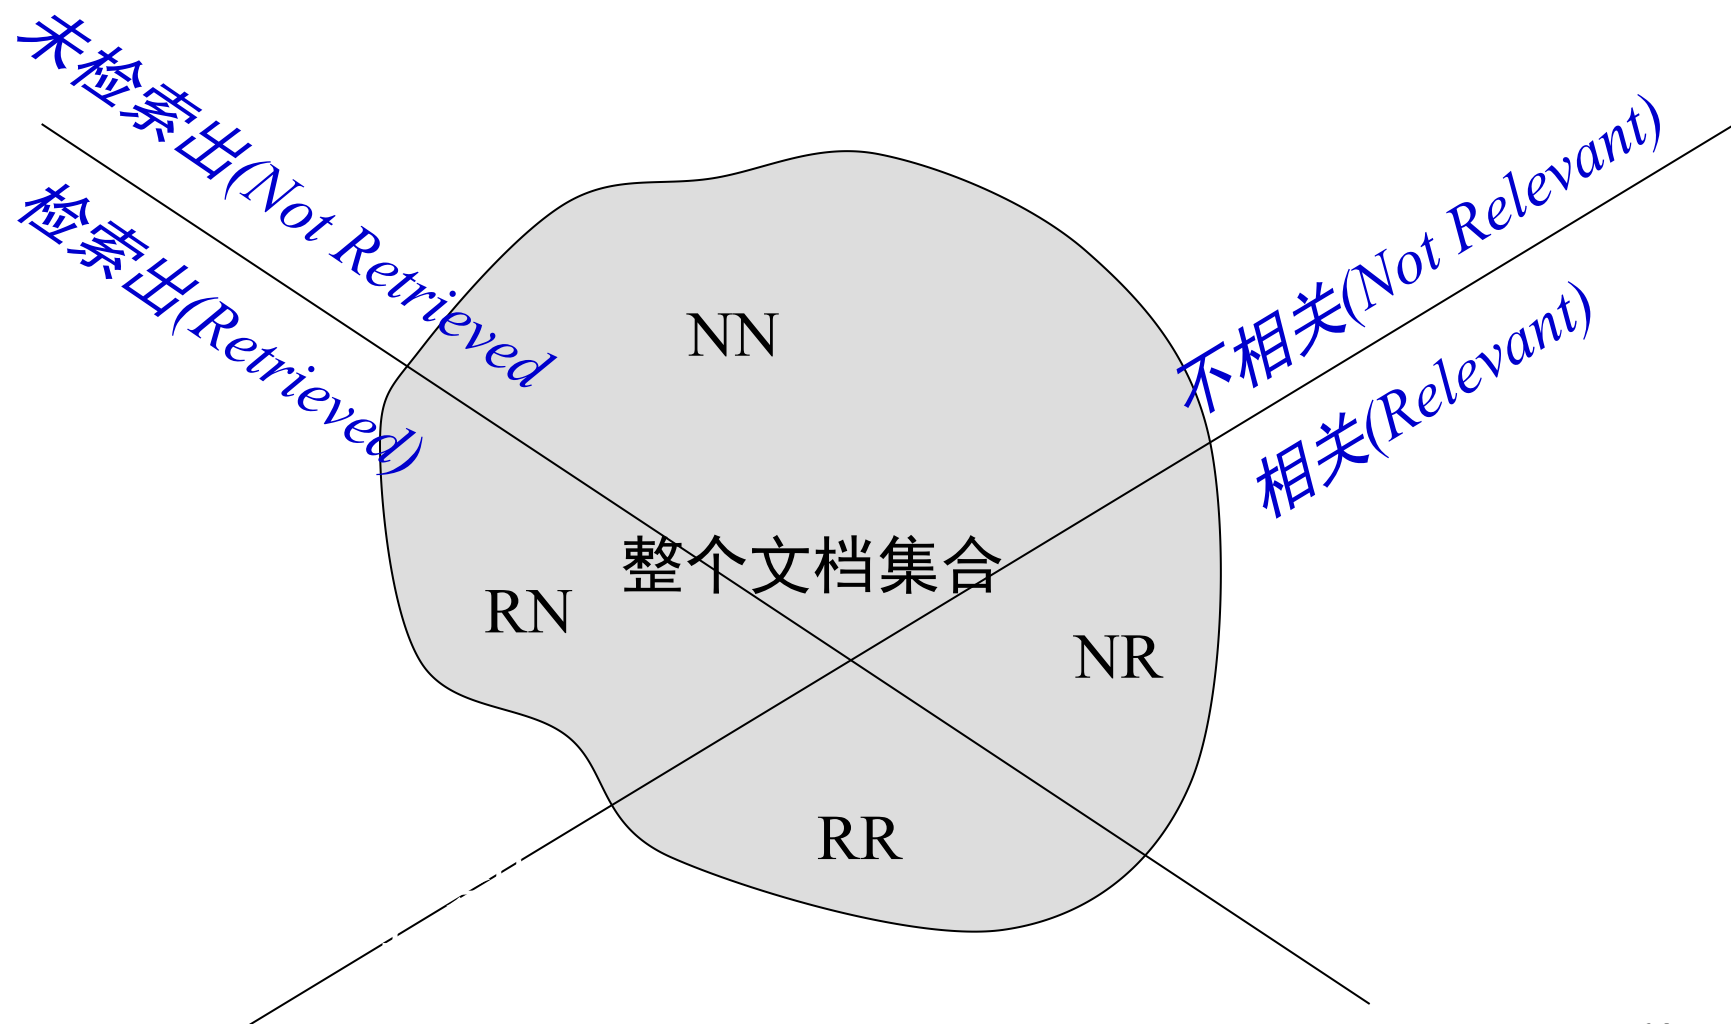 未检索出(Not Retrieved
检索出(Retrieved)
不相关(Not Relevant)
相关(Relevant)
NN
整个文档集合
RN
NR
RR